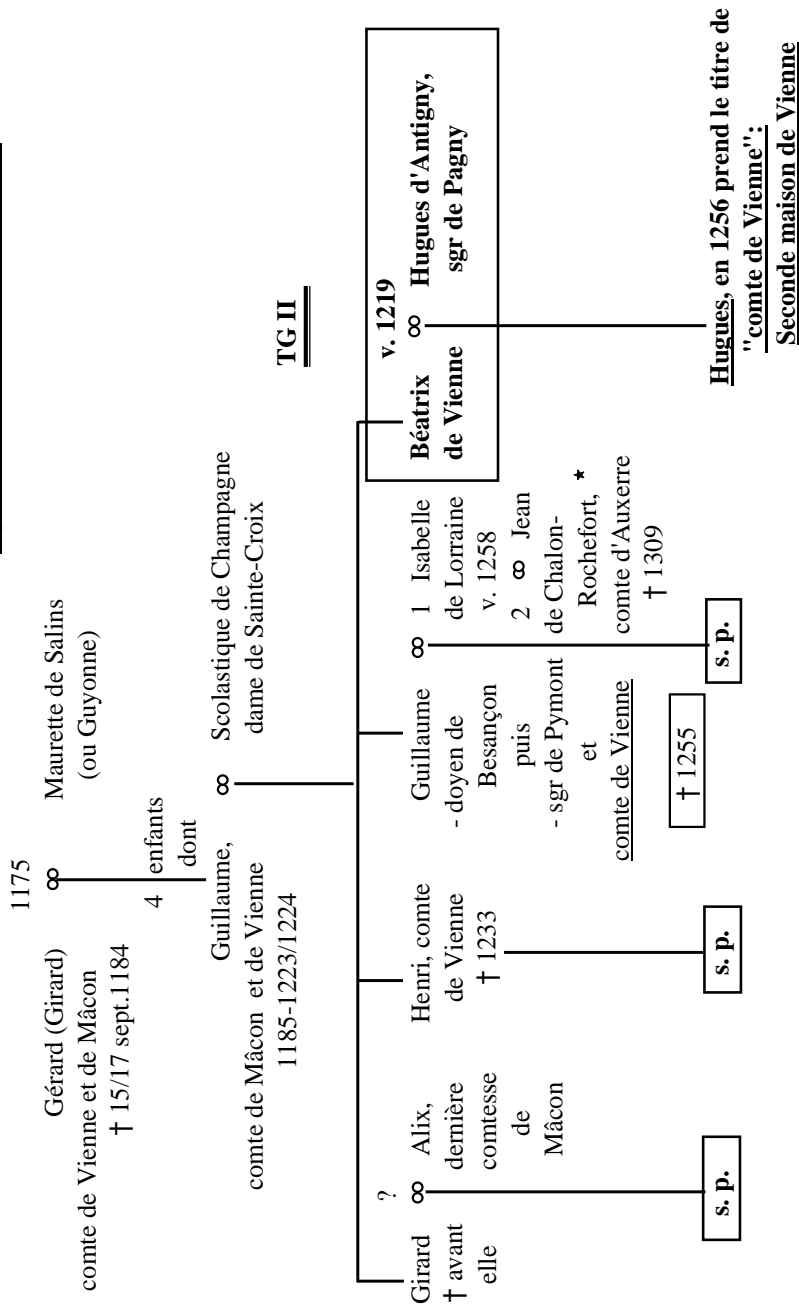 1175
Gérard (Girard)
comte de Vienne et de Mâcon
† 15/17 sept.1184
∞
Maurette de Salins
(ou Guyonne)
4 enfants
dont
Guillaume,
comte de Mâcon et de Vienne
1185-1223/1224
∞
Scolastique de Champagne
dame de Sainte-Croix
TG II
Girard
† avant
elle
?
∞
Alix,
dernière
comtesse
de
Mâcon
s. p.
Henri, comte
de Vienne
† 1233
s. p.
Guillaume
- doyen de
Besançon
puis
- sgr de Pymont
et
comte de Vienne
† 1255
∞ 1 Isabelle
de Lorraine
v. 1258
2 ∞ Jean
de Chalon-
Rochefort, ★
comte d'Auxerre
† 1309
s. p.
Béatrix
de Vienne
v. 1219
∞
Hugues d'Antigny,
sgr de Pagny
Hugues, en 1256 prend le titre de
"comte de Vienne":
Seconde maison de Vienne